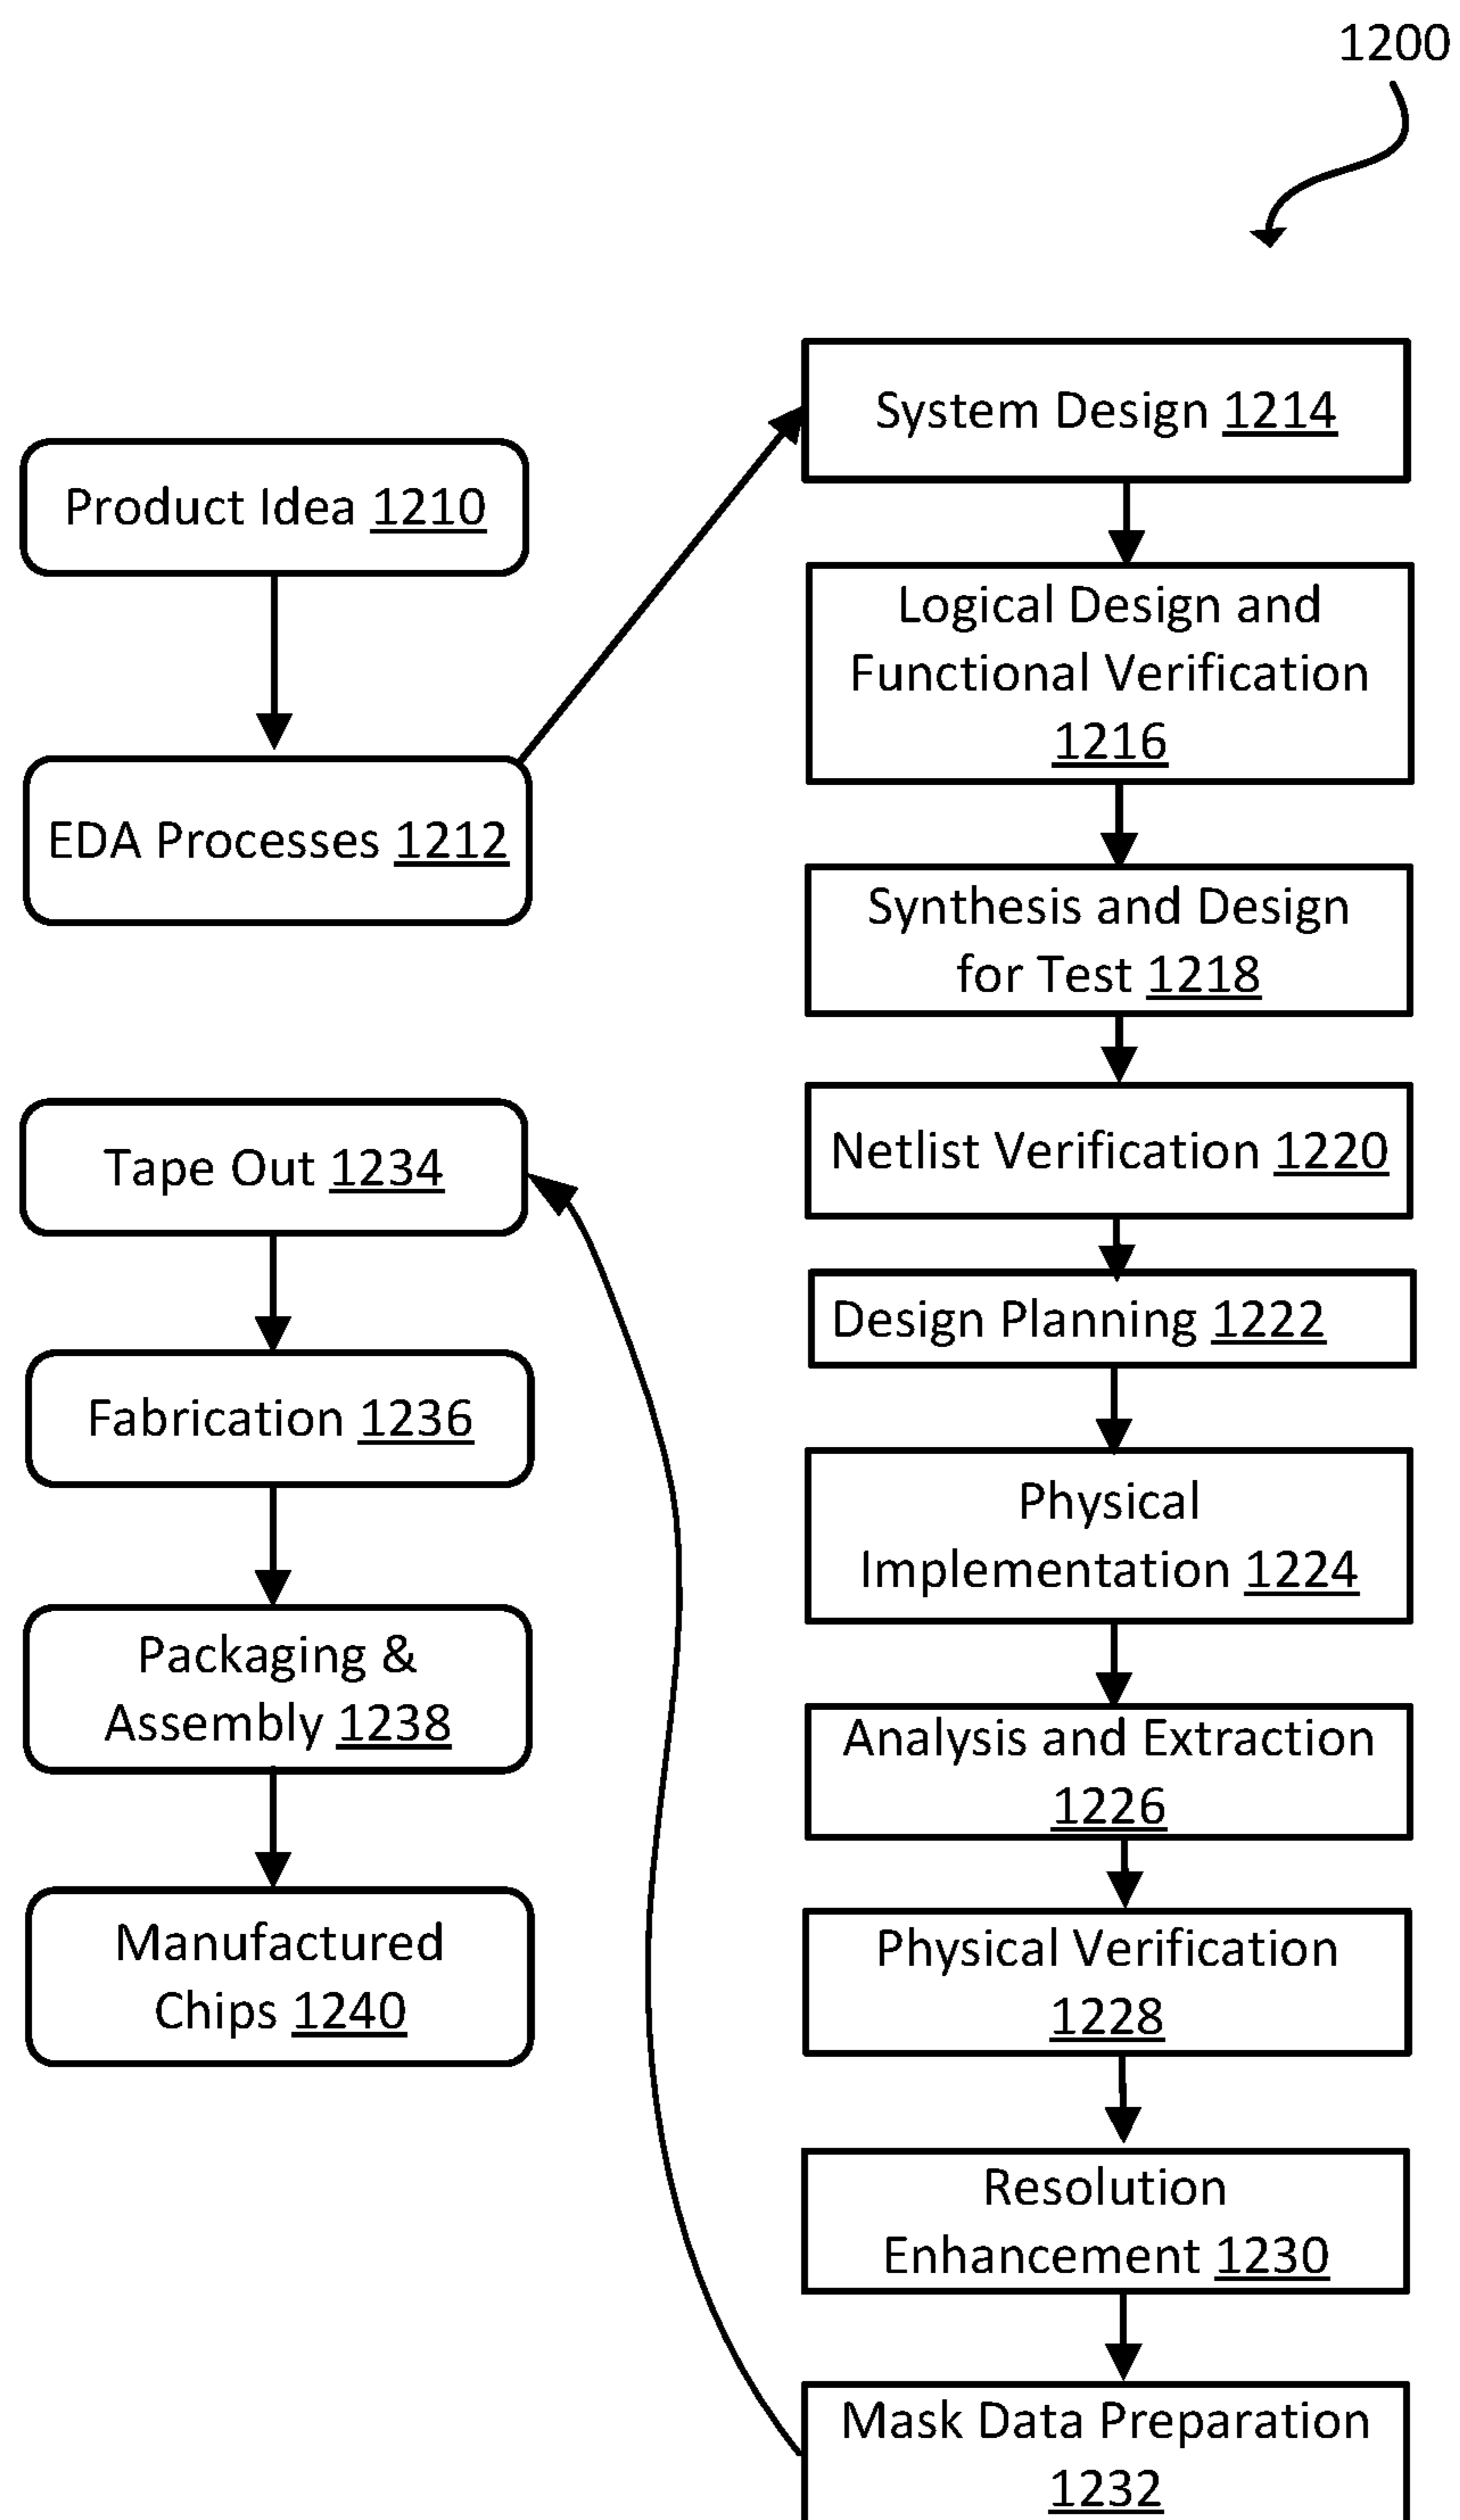 1200
Product Idea 1210
EDA Processes 1212
System Design 1214
Logical Design and
Functional Verification
1216
Synthesis and Design
for Test 1218
Netlist Verification 1220
Design Planning 1222
Physical
Implementation 1224
Analysis and Extraction
1226
Physical Verification
1228
Resolution
Enhancement 1230
Mask Data Preparation
1232
Tape Out 1234
Fabrication 1236
Packaging &
Assembly 1238
Manufactured
Chips 1240